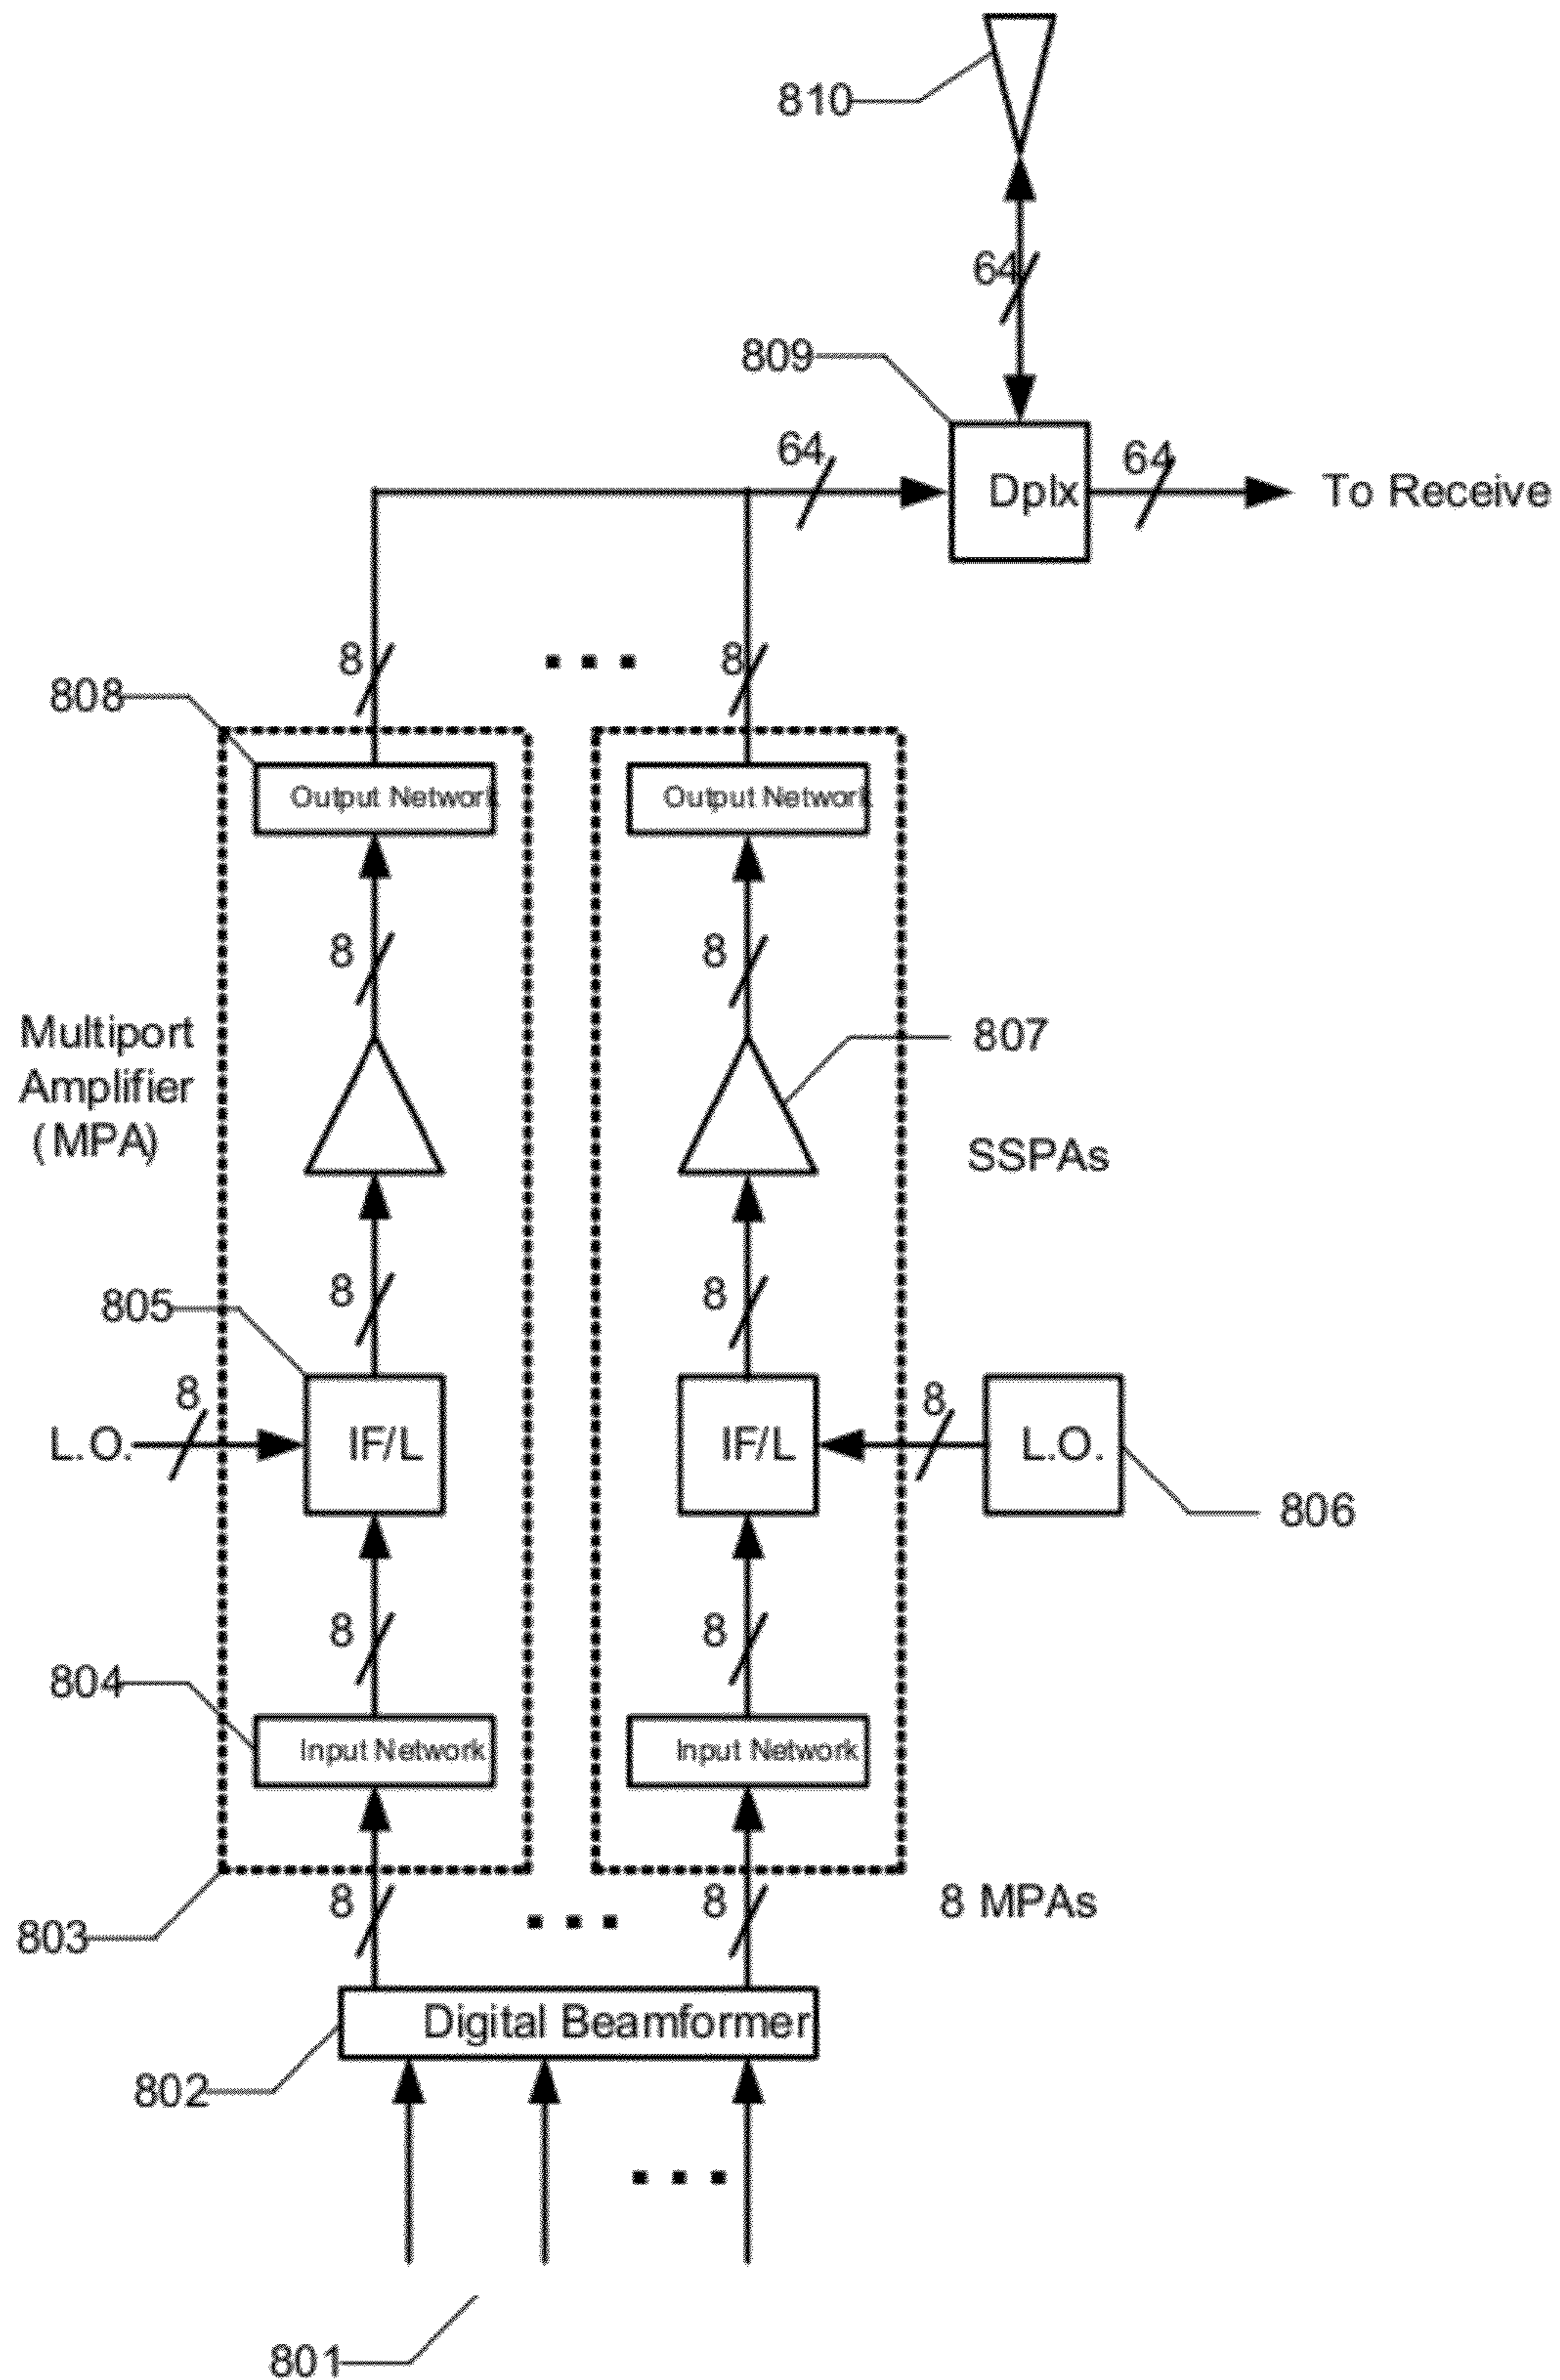 810
64
809
64
Dplx
64
To Receive
8
8
808
Output Network
Output Network
8
8
Multiport
Amplifier
(MPA)
807
SSPAs
8
8
805
8
L.O.
IF/L
IF/L
8
L.O.
806
8
8
804
Input Network
Input Network
8
8
8 MPAs
803
Digital Beamformer
802
801